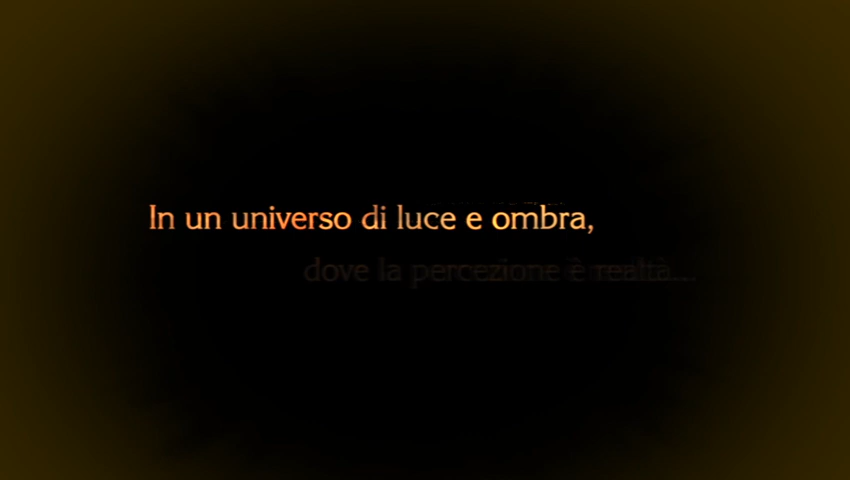 In un universo di luce e ombra,
dove la percezione è realtà...